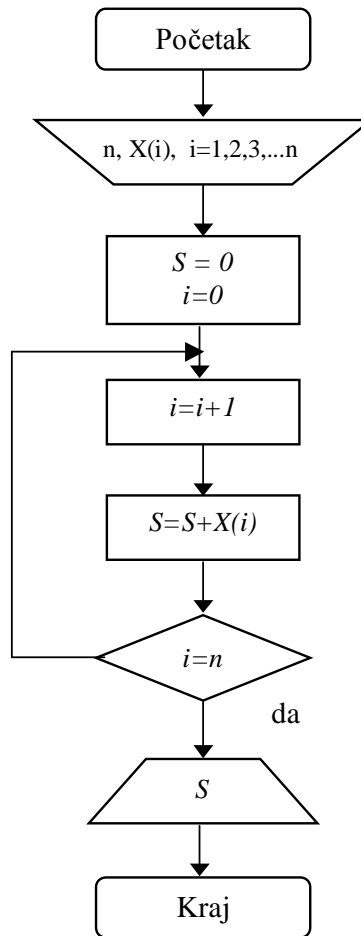 Početak
n, X(i), i=1,2,3,...n
S = 0
i=0
i=i+1
S=S+X(i)
i=n
da
S
Kraj